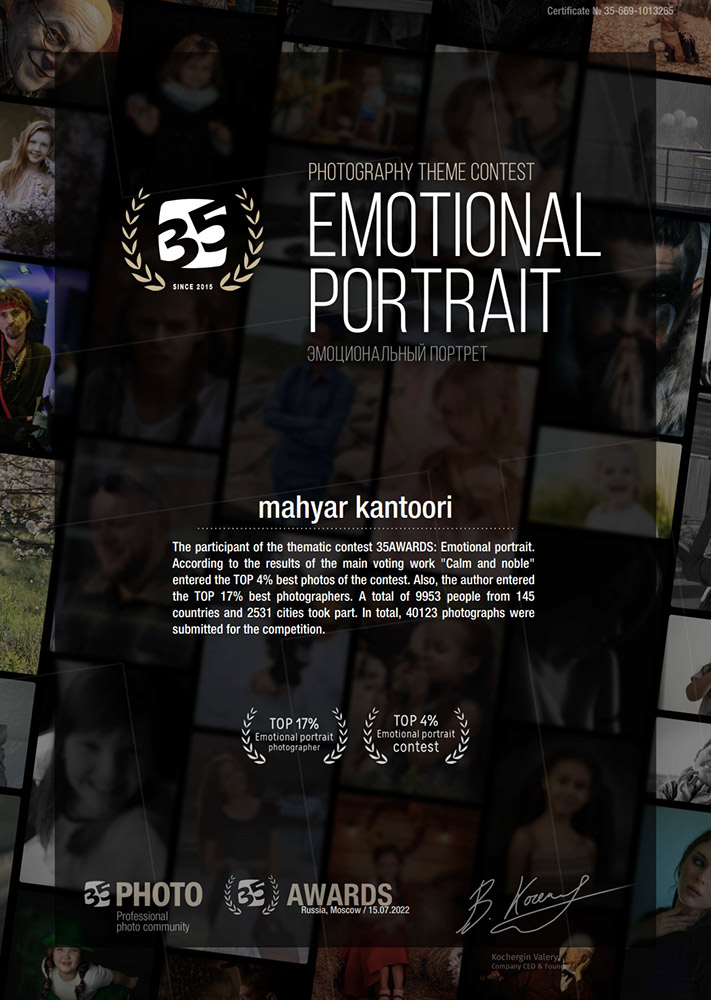 Certificate № 35-669-1013265
PHOTOGRAPHY THEME CONTEST
EMOTIONAL
PORTRAIT
ЭМОЦИОНАЛЬНЫЙ ПОРТРЕТ
35
SINCE 2015
mahyar kantoori
The participant of the thematic contest 35AWARDS: Emotional portrait.
According to the results of the main voting work "Calm and noble"
entered the TOP 4% best photos of the contest. Also, the author entered
the TOP 17% best photographers. A total of 9953 people from 145
countries and 2531 cities took part. In total, 40123 photographs were
submitted for the competition.
TOP 17%
Emotional portrait
photographer
TOP 4%
Emotional portrait
contest
35 PHOTO
Professional
photo community
35 AWARDS
Russia, Moscow / 15.07.2022
Kochergin Valery
Company CEO & Founder